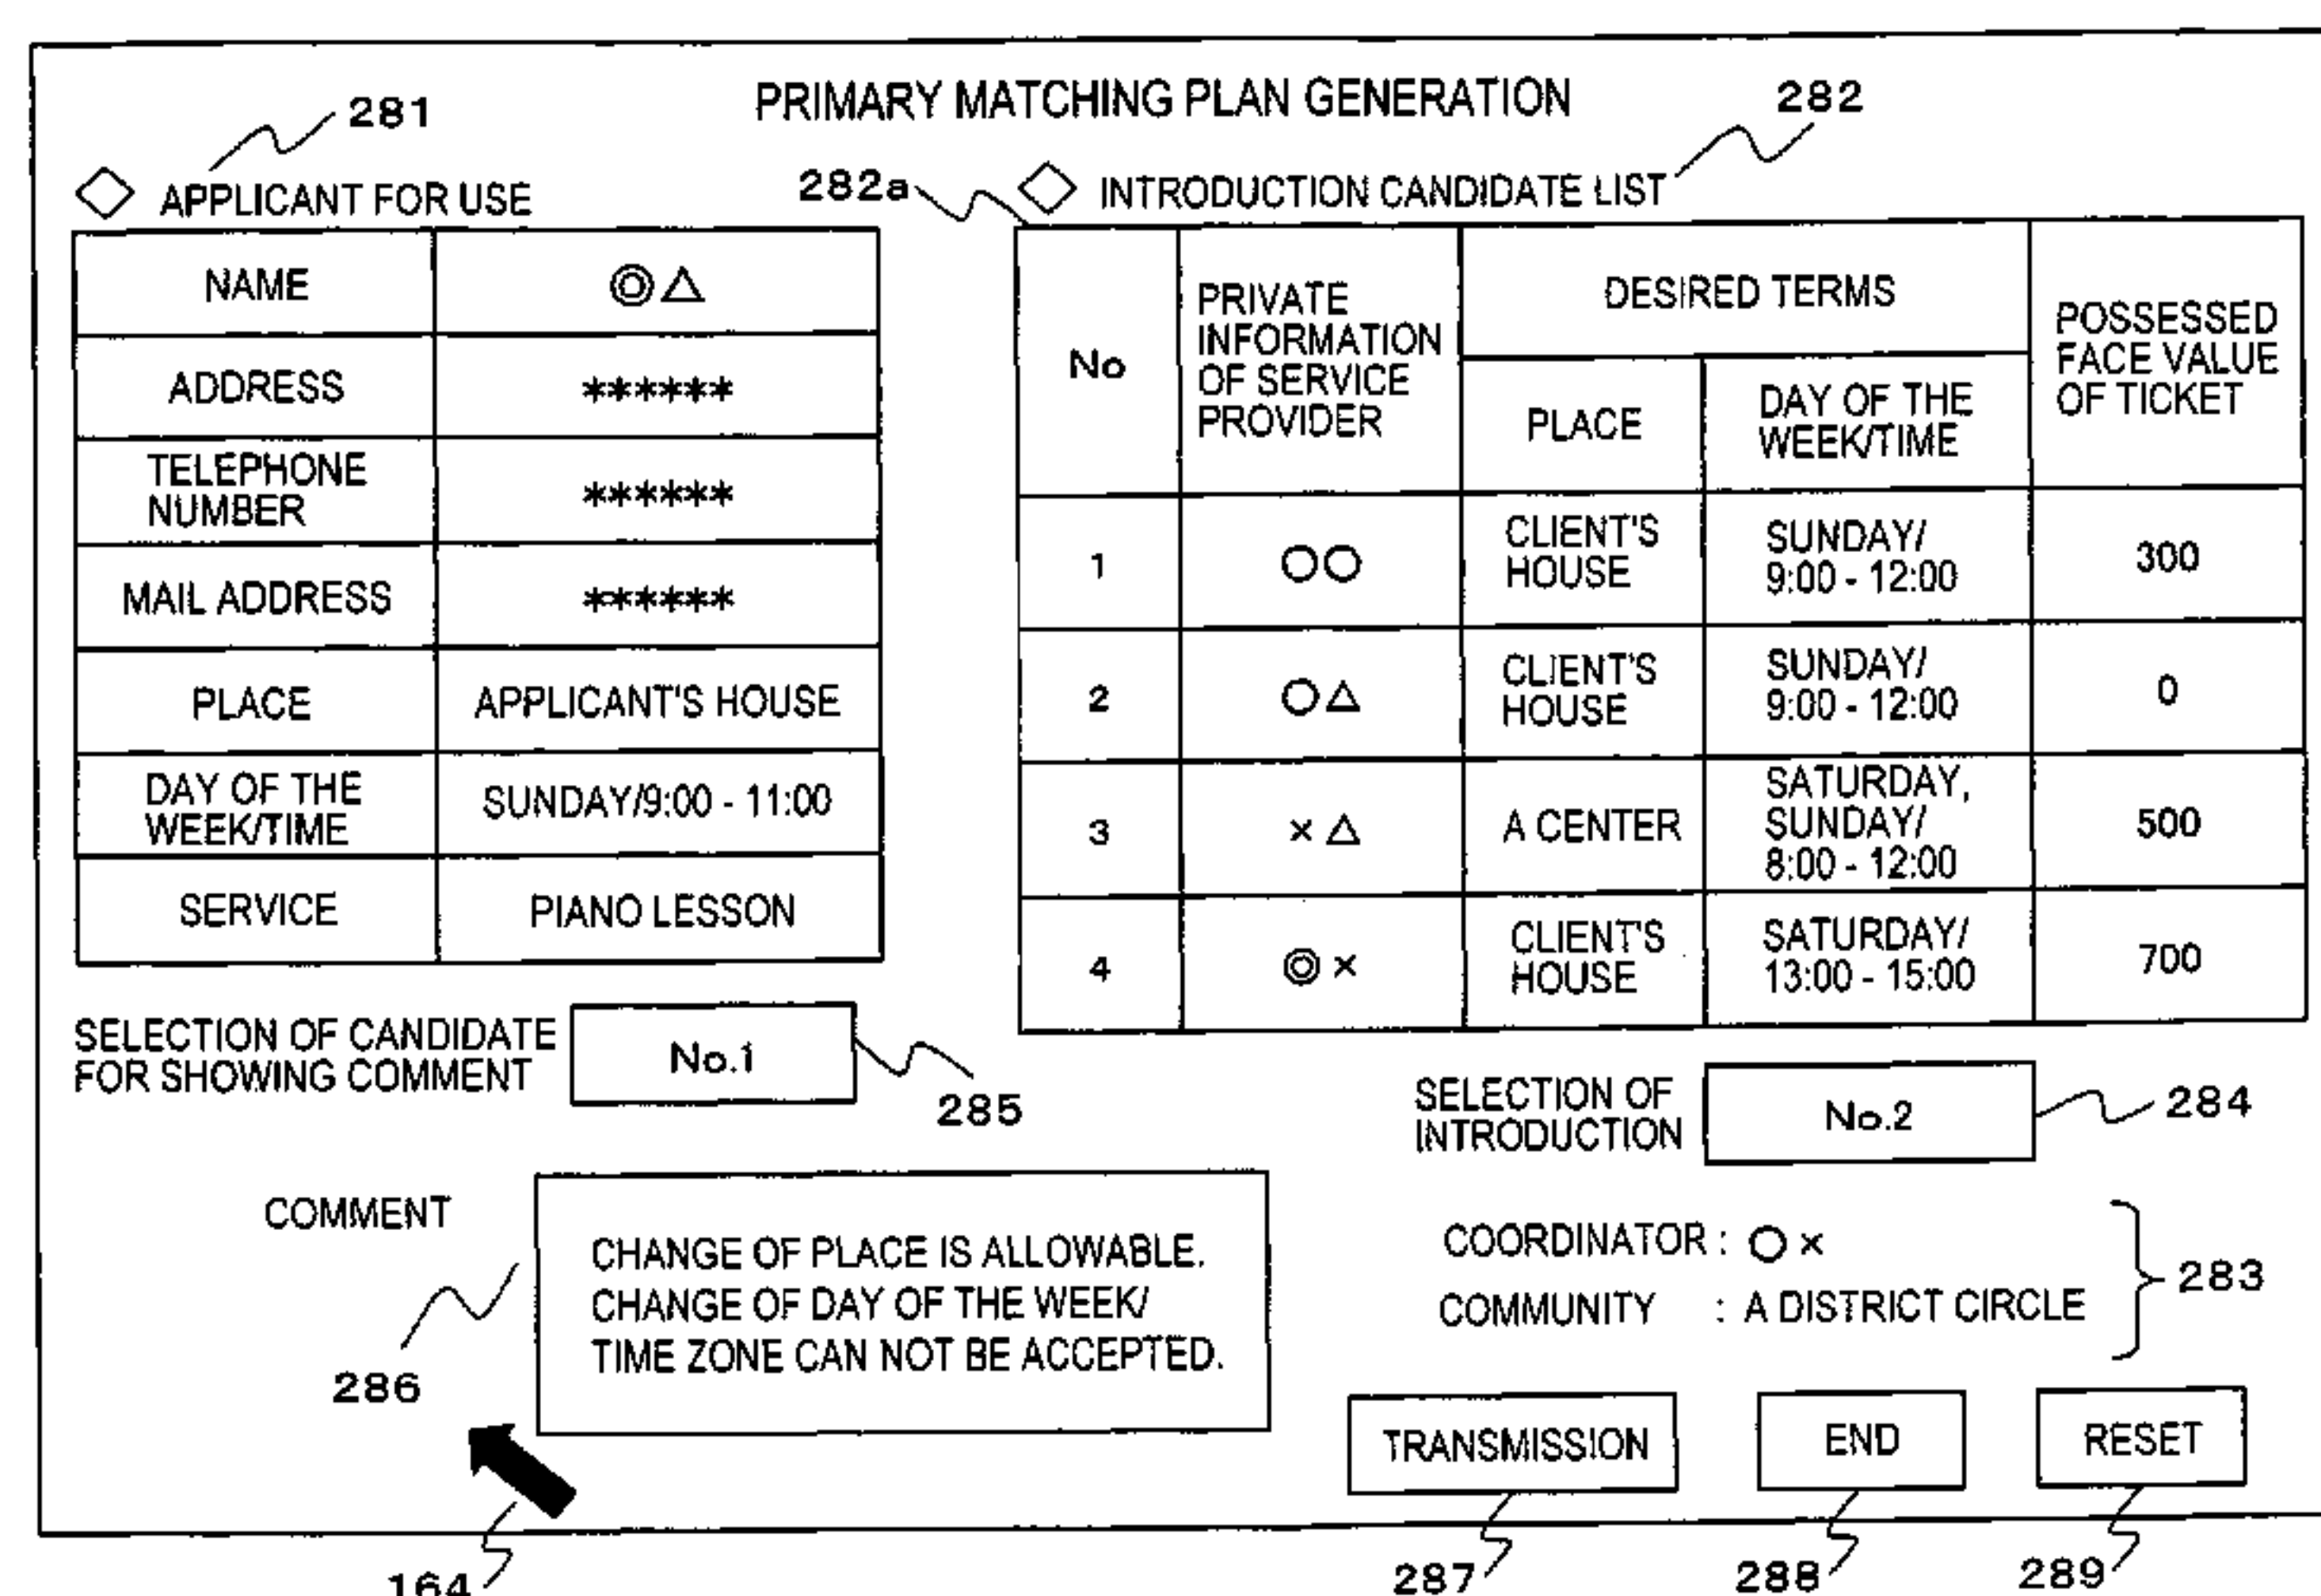 PRIMARY MATCHING PLAN GENERATION
281
282
◇ APPLICANT FOR USE
282a
◇ INTRODUCTION CANDIDATE LIST
NAME
◎△
ADDRESS
******
TELEPHONE
NUMBER
******
MAIL ADDRESS
******
PLACE
APPLICANT'S HOUSE
DAY OF THE
WEEK/TIME
SUNDAY/9:00 - 11:00
SERVICE
PIANO LESSON
No
PRIVATE
INFORMATION
OF SERVICE
PROVIDER
DESIRED TERMS
PLACE
DAY OF THE
WEEK/TIME
POSSESSED
FACE VALUE
OF TICKET
1
○○
CLIENT'S
HOUSE
SUNDAY/
9:00 - 12:00
300
2
○△
CLIENT'S
HOUSE
SUNDAY/
9:00 - 12:00
0
3
×△
A CENTER
SATURDAY,
SUNDAY/
8:00 - 12:00
500
4
◎×
CLIENT'S
HOUSE
SATURDAY/
13:00 - 15:00
700
SELECTION OF CANDIDATE
FOR SHOWING COMMENT
No.1
285
SELECTION OF
INTRODUCTION
No.2
284
COMMENT
CHANGE OF PLACE IS ALLOWABLE.
CHANGE OF DAY OF THE WEEK/
TIME ZONE CAN NOT BE ACCEPTED.
286
COORDINATOR : ○×
COMMUNITY : A DISTRICT CIRCLE
283
TRANSMISSION
END
RESET
164
287
288
289